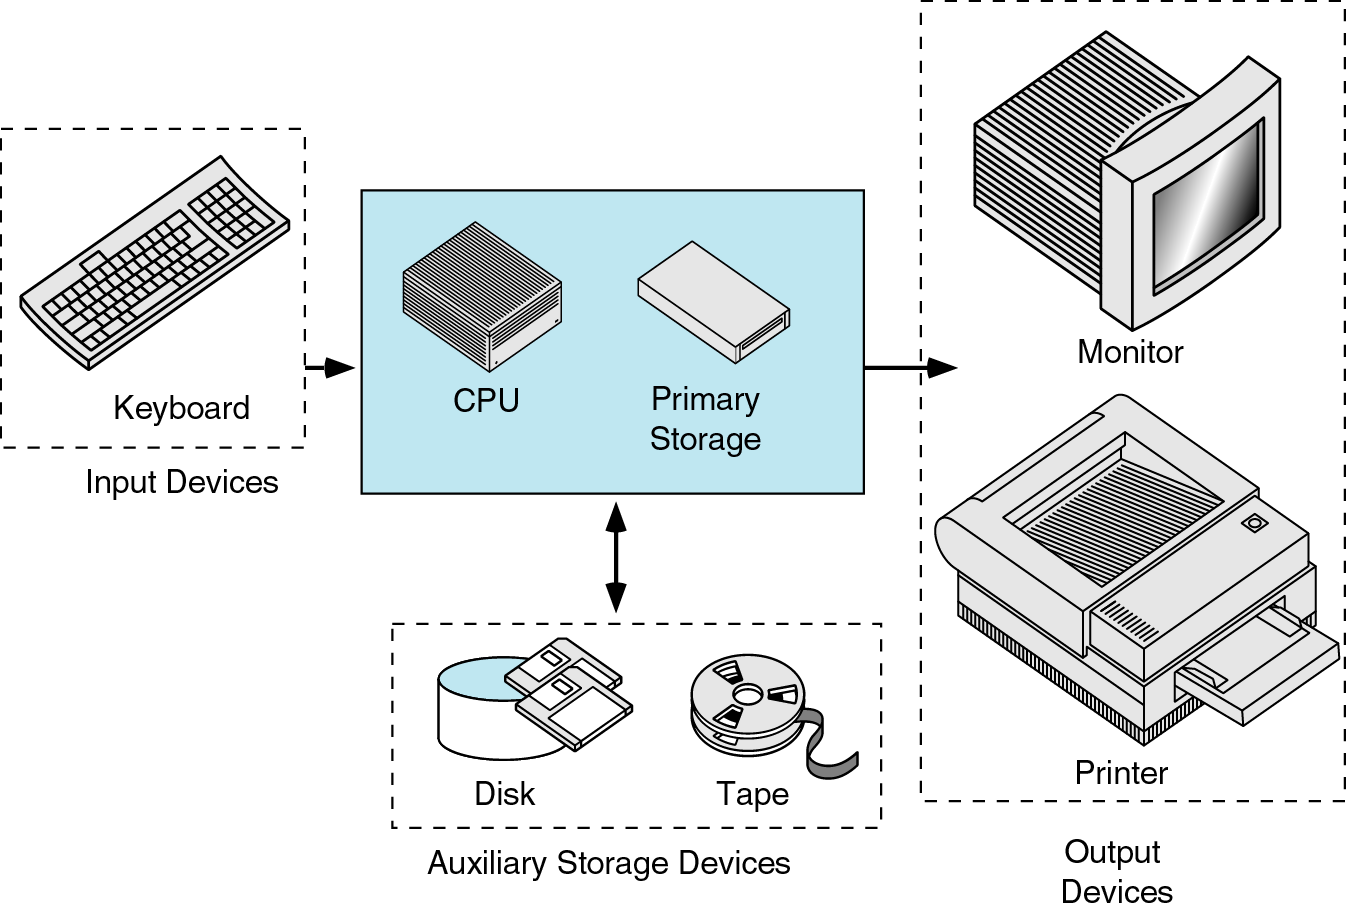 Keyboard
Input Devices
CPU
Primary
Storage
Monitor
Printer
Output
Devices
Disk
Tape
Auxiliary Storage Devices